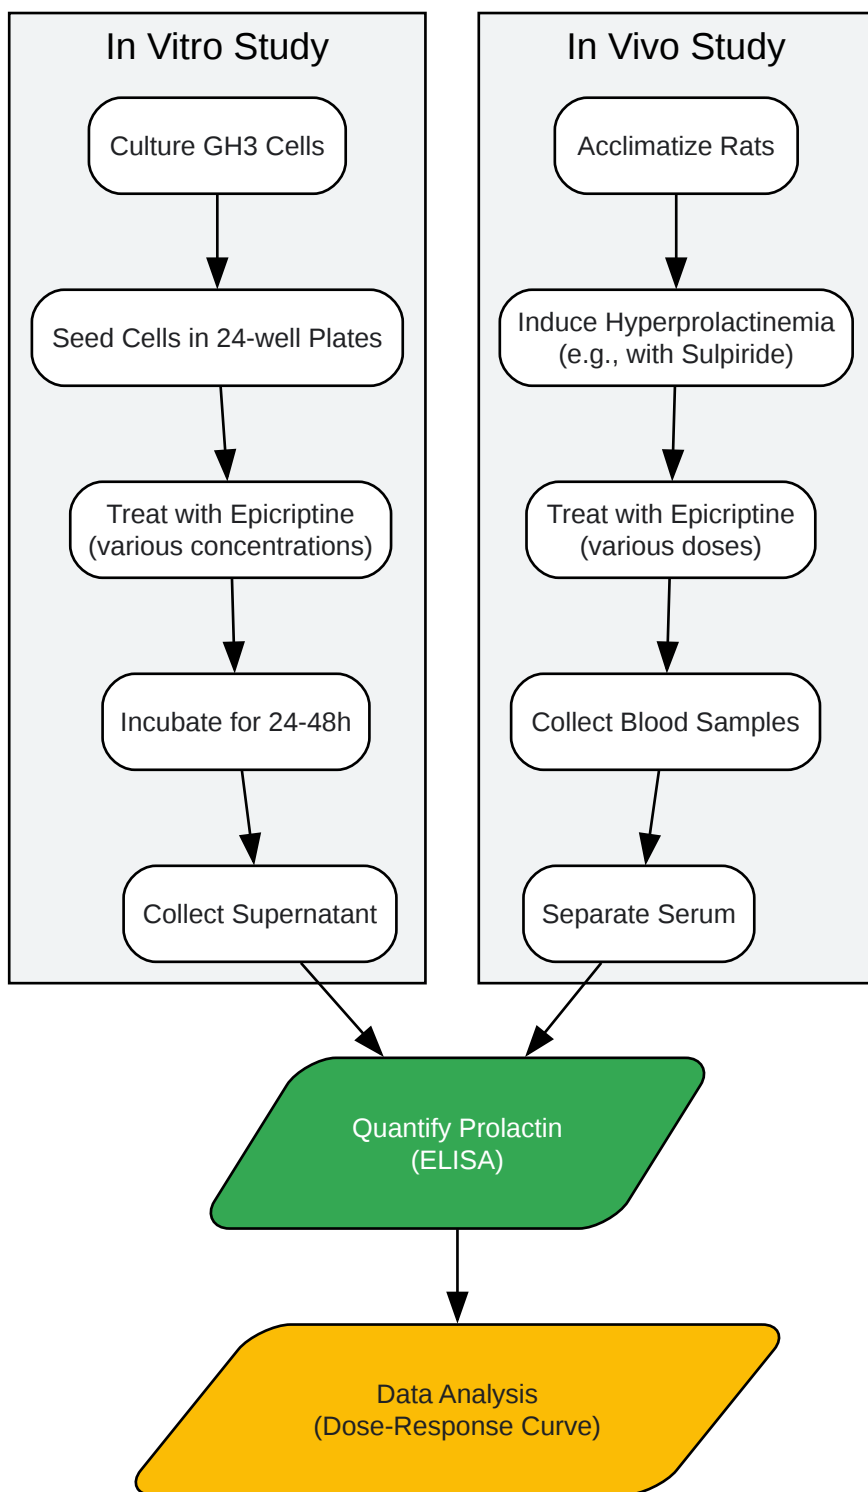 In Vitro Study
Culture GH3 Cells
Seed Cells in 24-well Plates
Treat with Epicriptine
(various concentrations)
Incubate for 24-48h
Collect Supernatant
In Vivo Study
Acclimatize Rats
Induce Hyperprolactinemia
(e.g., with Sulpiride)
Treat with Epicriptine
(various doses)
Collect Blood Samples
Separate Serum
Quantify Prolactin
(ELISA)
Data Analysis
(Dose-Response Curve)